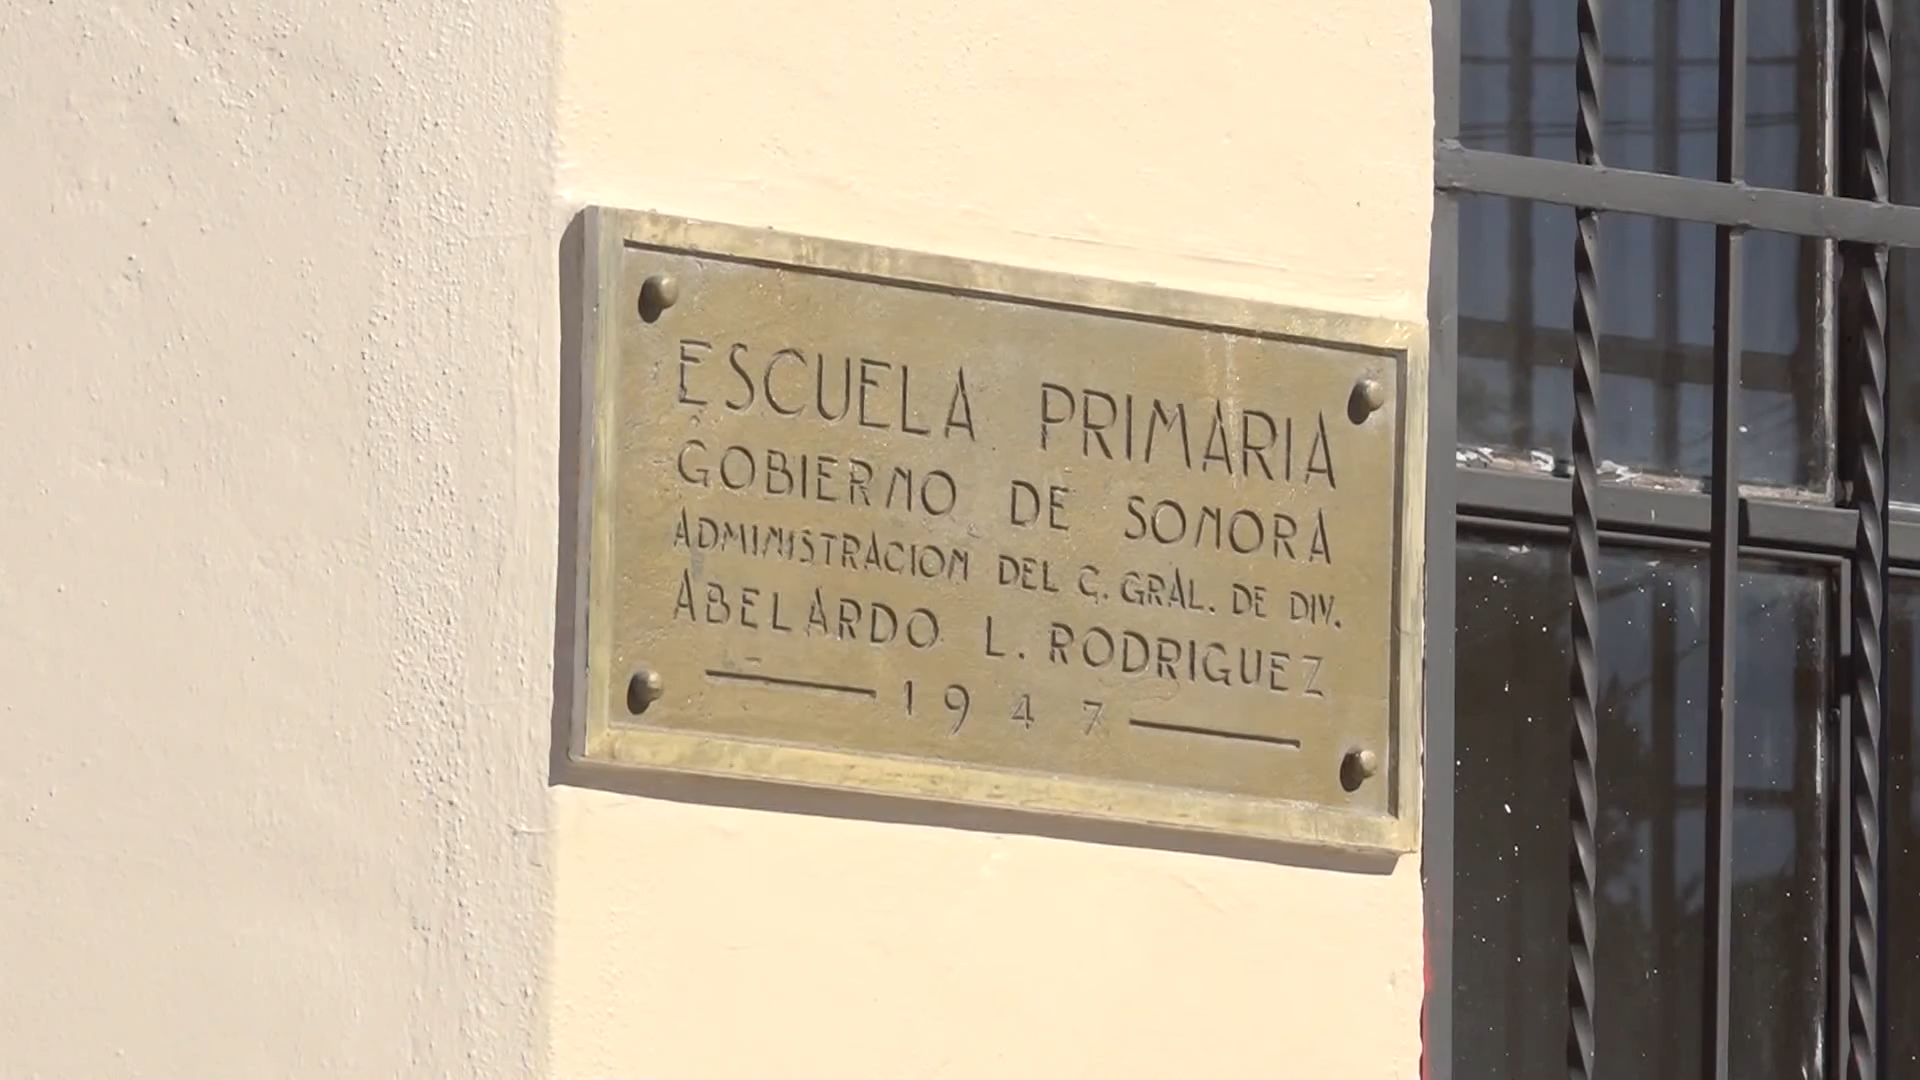 ESCUELA PRIMARIA
GOBIERNO DE SONORA
ADMINISTRACION DEL C. GRAL. DE DIV.
ABELARDO L. RODRIGUEZ
1947